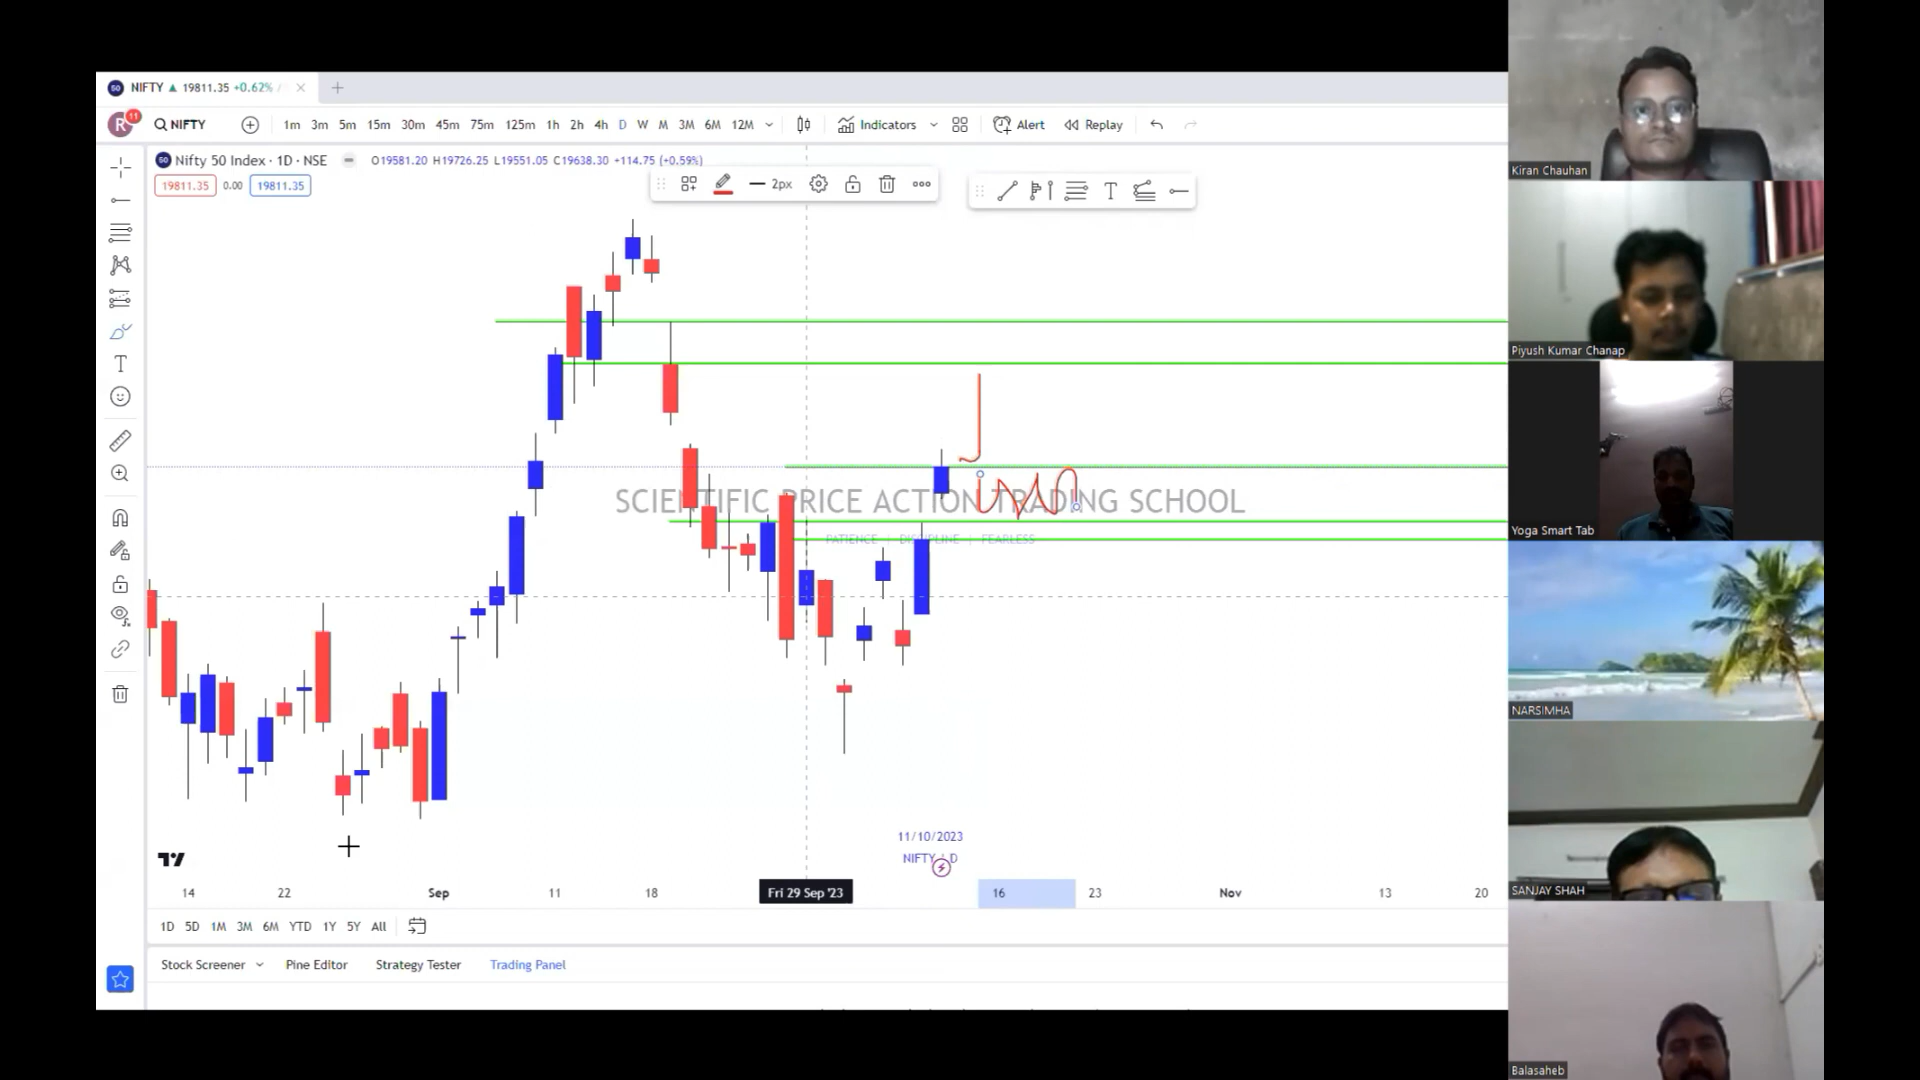 NIFTY ▲ 19811.35 +0.62% /
R 11 NIFTY 1m 3m 5m 15m 30m 45m 75m 125m 1h 2h 4h D W M 3M 6M 12M Indicators Alert Replay
50 Nifty 50 Index · 1D · NSE O19581.20 H19726.25 L19551.05 C19638.30 +114.75 (+0.59%)
19811.35 0.00 19811.35
2px
T
SCIENTIFIC PRICE ACTION TRADING SCHOOL
PATIENCE | DISCIPLINE | FEARLESS
11/10/2023
NIFTY D
14 22 Sep 11 18 Fri 29 Sep '23 16 23 Nov 13 20
1D 5D 1M 3M 6M YTD 1Y 5Y All
Stock Screener Pine Editor Strategy Tester Trading Panel
Kiran Chauhan
Piyush Kumar Chanap
Yoga Smart Tab
NARSIMHA
SANJAY SHAH
Balasaheb